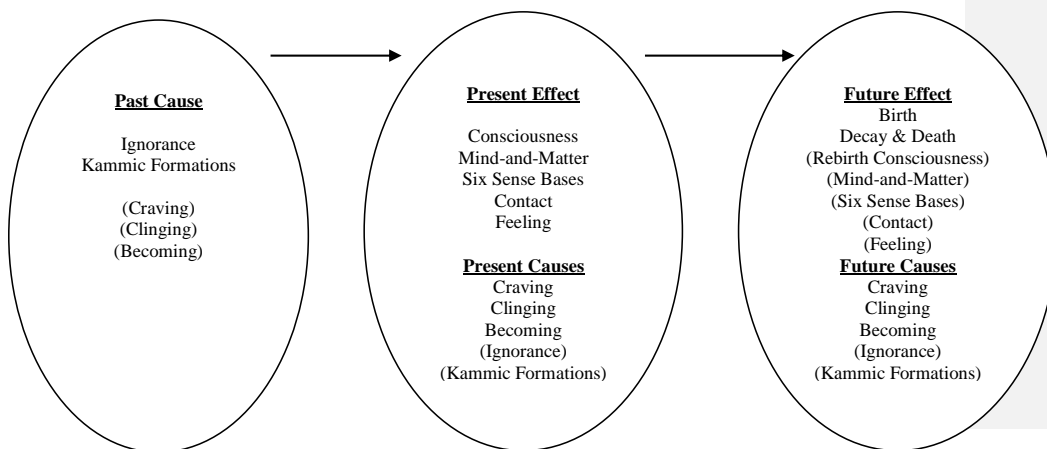 Past Cause
Ignorance
Kammic Formations
(Craving)
(Clinging)
(Becoming)
Present Effect
Consciousness
Mind-and-Matter
Six Sense Bases
Contact
Feeling
Present Causes
Craving
Clinging
Becoming
(Ignorance)
(Kammic Formations)
Future Effect
Birth
Decay & Death
(Rebirth Consciousness)
(Mind-and-Matter)
(Six Sense Bases)
(Contact)
(Feeling)
Future Causes
Craving
Clinging
Becoming
(Ignorance)
(Kammic Formations)